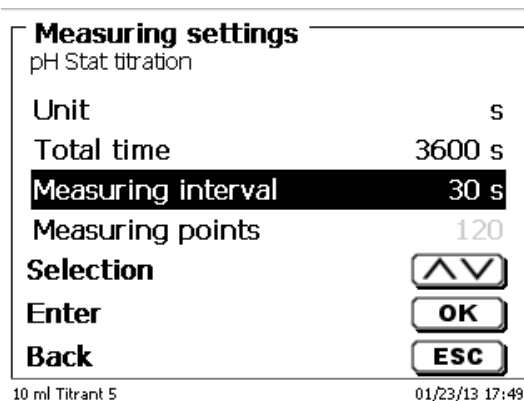 Measuring settings
pH Stat titration
Unit s
Total time 3600 s
Measuring interval 30 s
Measuring points 120
Selection
Enter OK
Back ESC
10 ml Titrant 5 01/23/13 17:49